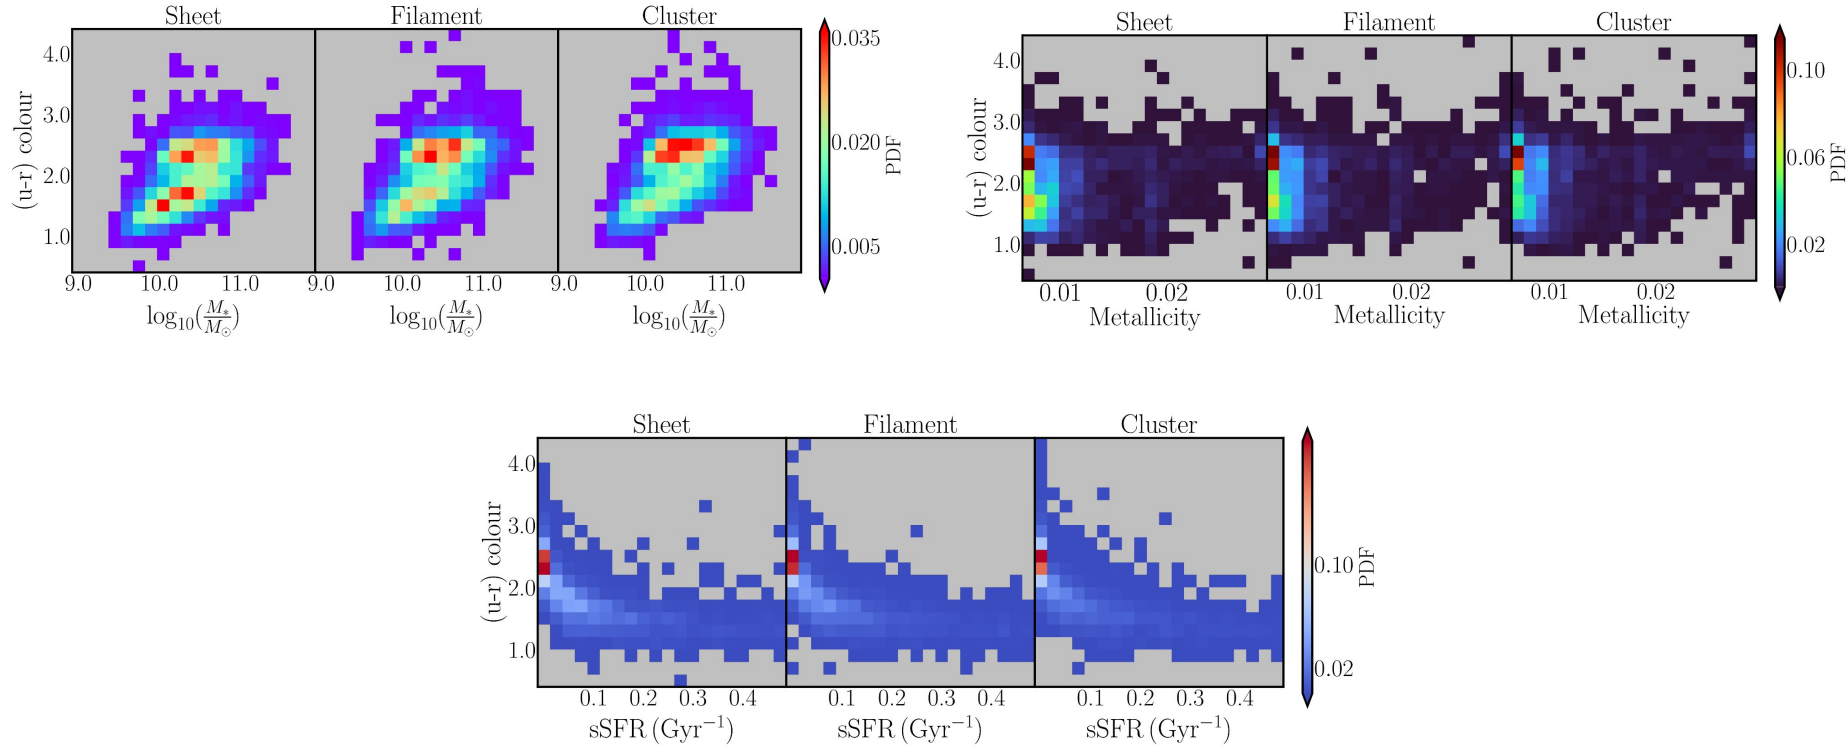 Sheet Filament Cluster
4.0
3.0
2.0
1.0
(u-r) colour
9.0 10.0 11.0 9.0 10.0 11.0 9.0 10.0 11.0
log₁₀(M*/M⊙) log₁₀(M*/M⊙) log₁₀(M*/M⊙)
0.035
0.020
0.005
PDF
Sheet Filament Cluster
4.0
3.0
2.0
1.0
(u-r) colour
0.01 0.02 0.01 0.02 0.01 0.02
Metallicity Metallicity Metallicity
0.10
0.06
0.02
PDF
Sheet Filament Cluster
4.0
3.0
2.0
1.0
(u-r) colour
0.1 0.2 0.3 0.4 0.1 0.2 0.3 0.4 0.1 0.2 0.3 0.4
sSFR (Gyr⁻¹) sSFR (Gyr⁻¹) sSFR (Gyr⁻¹)
0.10
0.02
PDF